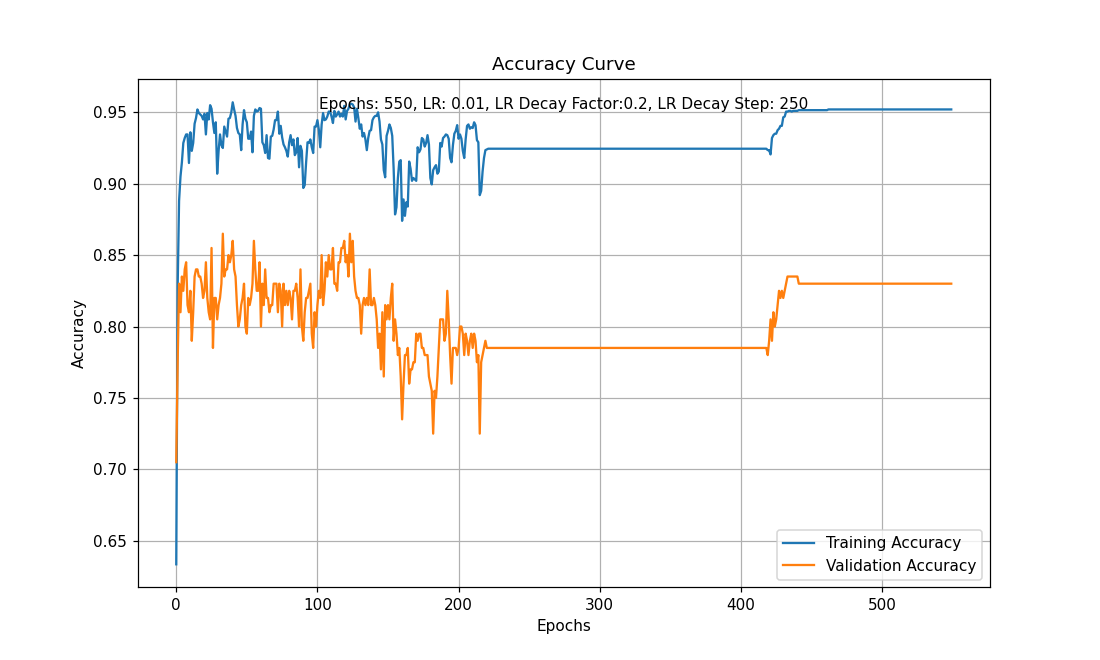 Accuracy Curve
Epochs: 550, LR: 0.01, LR Decay Factor:0.2, LR Decay Step: 250
0.95
0.90
0.85
0.80
0.75
0.70
0.65
Accuracy
Training Accuracy
Validation Accuracy
0 100 200 300 400 500
Epochs